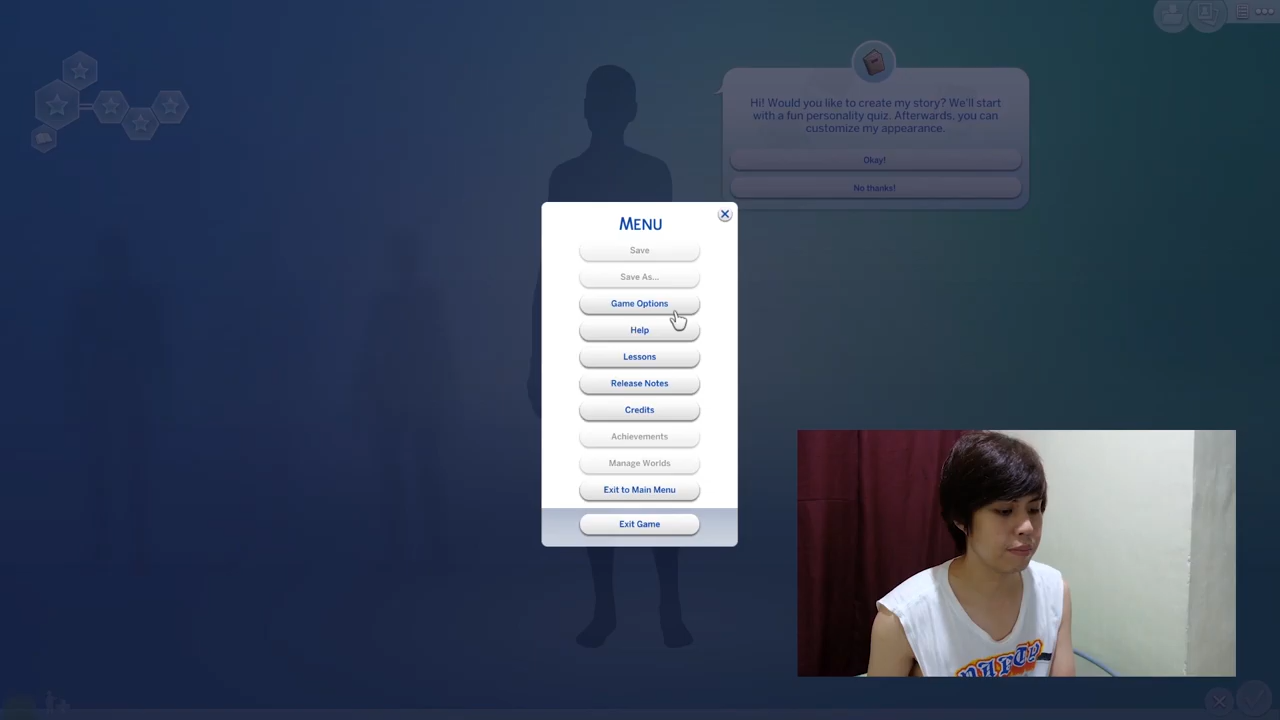 Hi! Would you like to create my story? We'll start
with a fun personality quiz. Afterwards, you can
customize my appearance.
Okay!
No thanks!
MENU
Save
Save As...
Game Options
Help
Lessons
Release Notes
Credits
Achievements
Manage Worlds
Exit to Main Menu
Exit Game